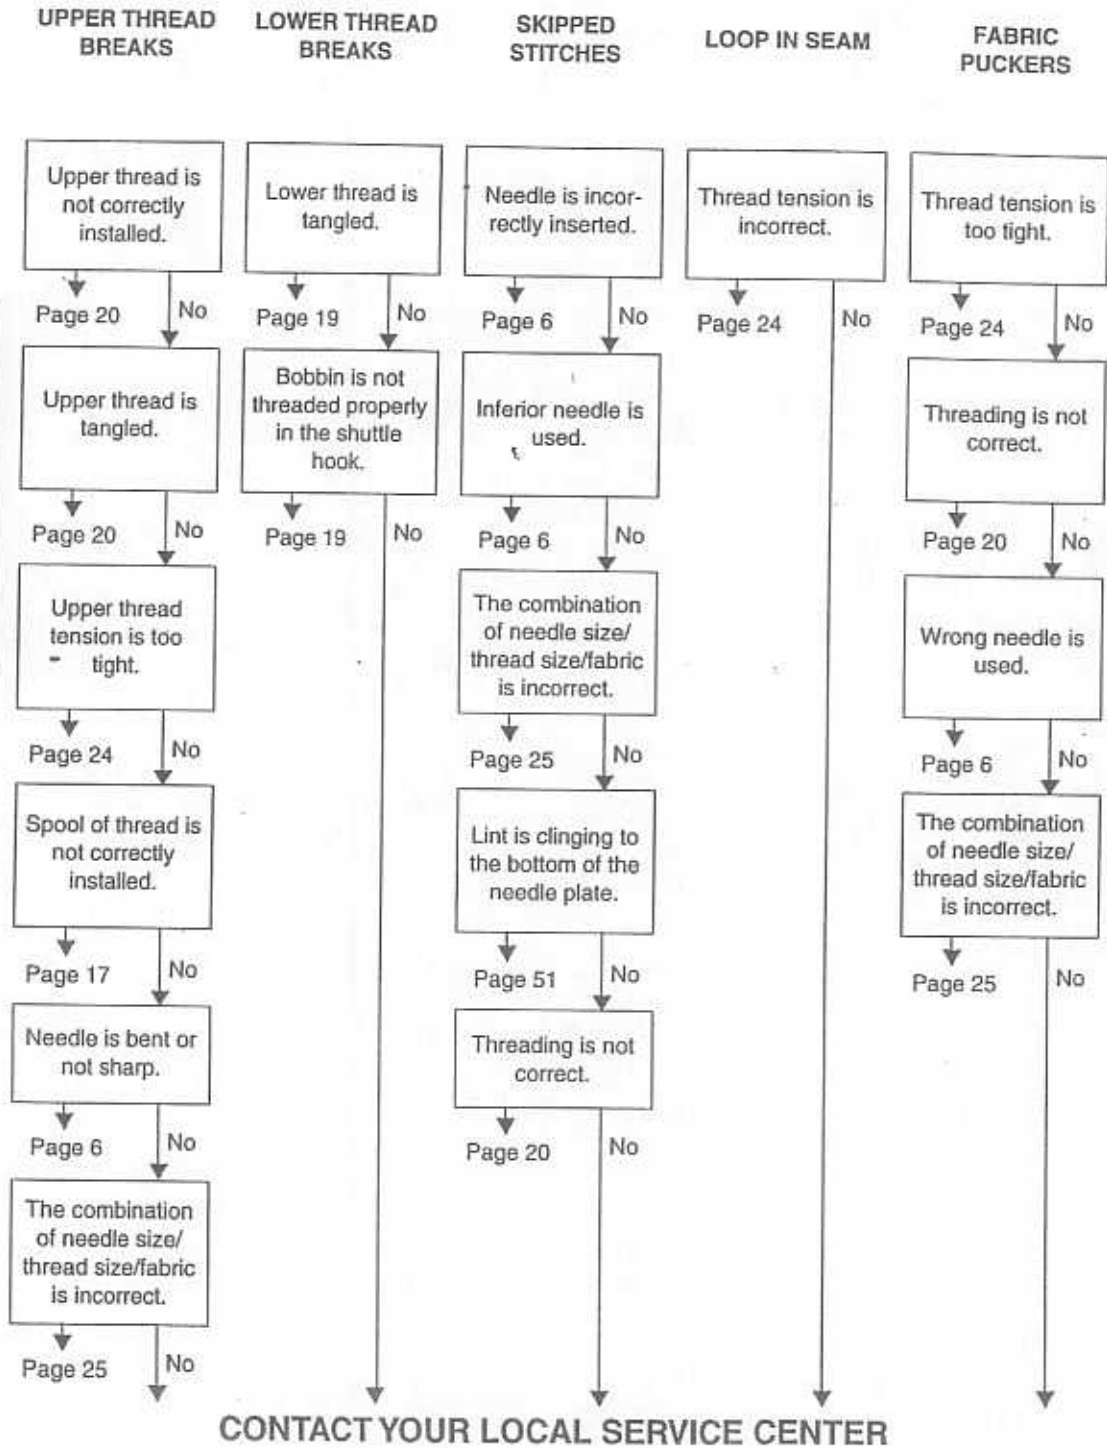 UPPER THREAD
BREAKS
LOWER THREAD
BREAKS
SKIPPED
STITCHES
LOOP IN SEAM
FABRIC
PUCKERS
Upper thread is
not correctly
installed.
Page 20
No
Upper thread is
tangled.
Page 20
No
Upper thread
tension is too
tight.
Page 24
No
Spool of thread is
not correctly
installed.
Page 17
No
Needle is bent or
not sharp.
Page 6
No
The combination
of needle size/
thread size/fabric
is incorrect.
Page 25
No
Lower thread is
tangled.
Page 19
No
Bobbin is not
threaded properly
in the shuttle
hook.
Page 19
No
Needle is incor-
rectly inserted.
Page 6
No
Inferior needle is
used.
Page 6
No
The combination
of needle size/
thread size/fabric
is incorrect.
Page 25
No
Lint is clinging to
the bottom of the
needle plate.
Page 51
No
Threading is not
correct.
Page 20
No
Thread tension is
incorrect.
Page 24
No
Thread tension is
too tight.
Page 24
No
Threading is not
correct.
Page 20
No
Wrong needle is
used.
Page 6
No
The combination
of needle size/
thread size/fabric
is incorrect.
Page 25
No
CONTACT YOUR LOCAL SERVICE CENTER